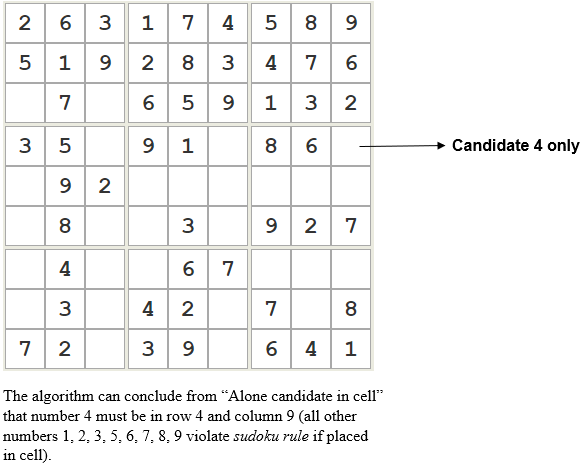 2 6 3 1 7 4 5 8 9
5 1 9 2 8 3 4 7 6
7 6 5 9 1 3 2
3 5 9 1 8 6 Candidate 4 only
9 2
8 3 9 2 7
4 6 7
3 4 2 7 8
7 2 3 9 6 4 1
The algorithm can conclude from “Alone candidate in cell”
that number 4 must be in row 4 and column 9 (all other
numbers 1, 2, 3, 5, 6, 7, 8, 9 violate sudoku rule if placed
in cell).